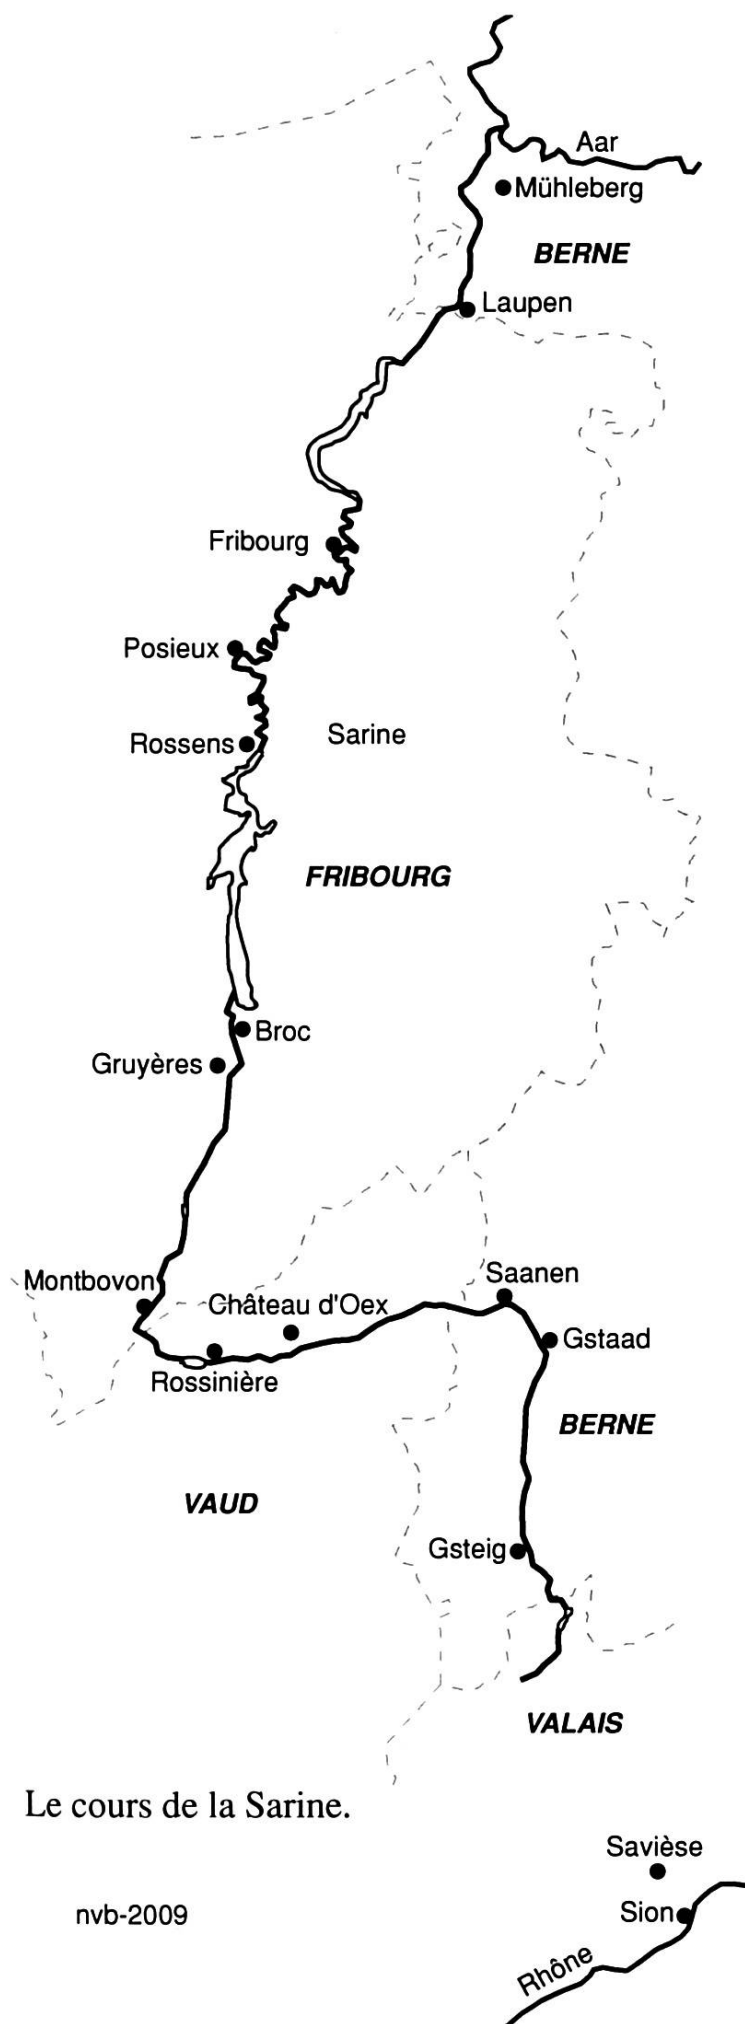 Aar
Mühleberg
BERNE
Laupen
Fribourg
Posieux
Rossens
Sarine
FRIBOURG
Broc
Gruyères
Montbovon
Saanen
Château d'Oex
Gstaad
Rossinière
BERNE
VAUD
Gsteig
VALAIS
Le cours de la Sarine.
Savièse
nvb-2009
Sion
Rhône